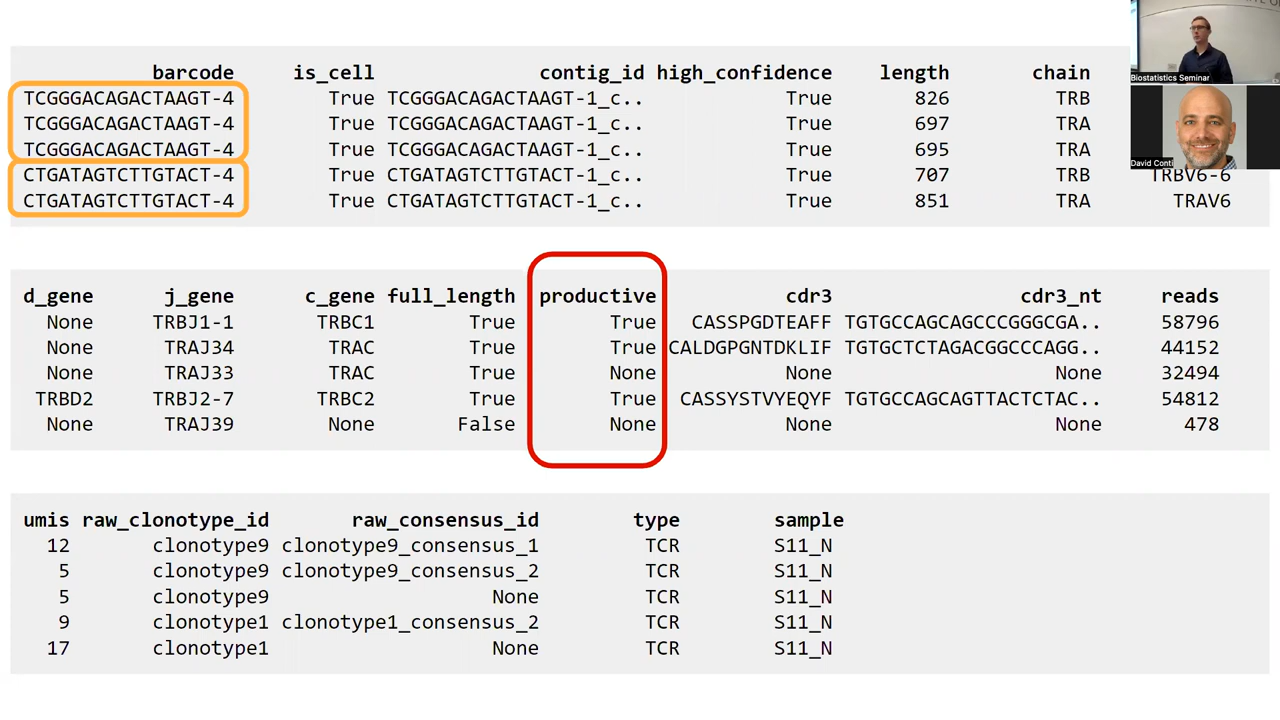 barcode is_cell contig_id high_confidence length chain
TCGGGACAGACTAAGT-4 True TCGGGACAGACTAAGT-1_c.. True 826 TRB
TCGGGACAGACTAAGT-4 True TCGGGACAGACTAAGT-1_c.. True 697 TRA
TCGGGACAGACTAAGT-4 True TCGGGACAGACTAAGT-1_c.. True 695 TRA
CTGATAGTCTTGTACT-4 True CTGATAGTCTTGTACT-1_c.. True 707 TRB TRBV6-6
CTGATAGTCTTGTACT-4 True CTGATAGTCTTGTACT-1_c.. True 851 TRA TRAV6
Biostatistics Seminar
David Conti
d_gene j_gene c_gene full_length productive cdr3 cdr3_nt reads
None TRBJ1-1 TRBC1 True True CASSPGDTEAFF TGTGCCAGCAGCCCGGGCGA.. 58796
None TRAJ34 TRAC True True CALDGPGNTDKLIF TGTGCTCTAGACGGCCCAGG.. 44152
None TRAJ33 TRAC True None None None 32494
TRBD2 TRBJ2-7 TRBC2 True True CASSYSTVYEQYF TGTGCCAGCAGTTACTCTAC.. 54812
None TRAJ39 None False None None None 478
umis raw_clonotype_id raw_consensus_id type sample
12 clonotype9 clonotype9_consensus_1 TCR S11_N
5 clonotype9 clonotype9_consensus_2 TCR S11_N
5 clonotype9 None TCR S11_N
9 clonotype1 clonotype1_consensus_2 TCR S11_N
17 clonotype1 None TCR S11_N